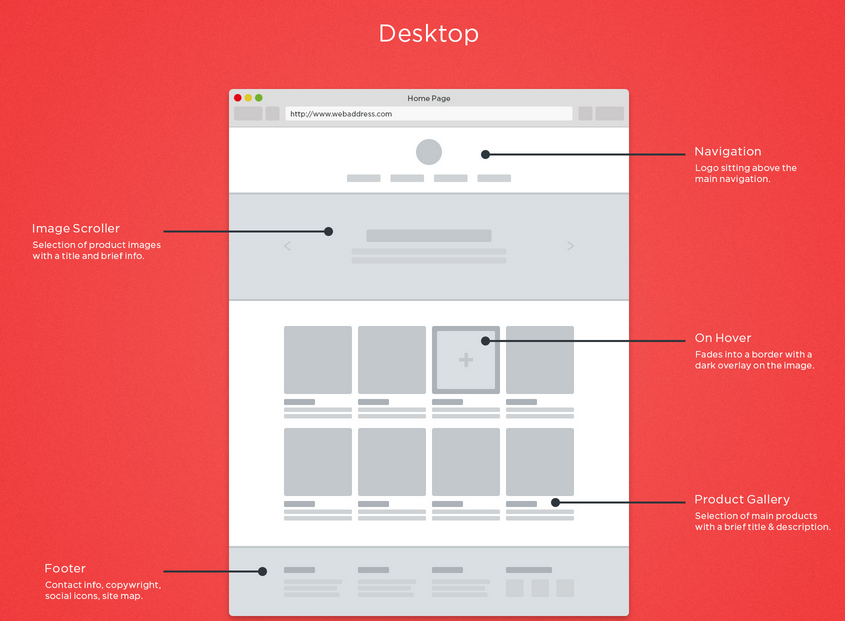 Desktop
Home Page
http://www.webaddress.com
Navigation
Logo sitting above the
main navigation.
Image Scroller
Selection of product images
with a title and brief info.
On Hover
Fades into a border with a
dark overlay on the image.
Product Gallery
Selection of main products
with a brief title & description.
Footer
Contact info, copywright,
social icons, site map.